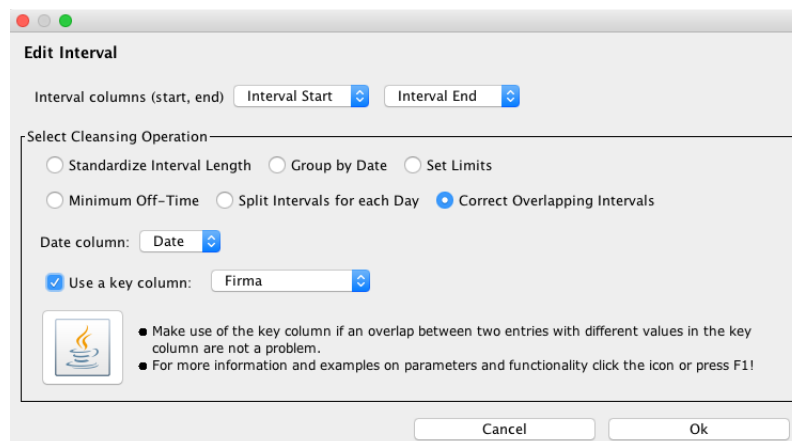 Edit Interval
Interval columns (start, end) Interval Start Interval End
Select Cleansing Operation
Standardize Interval Length Group by Date Set Limits
Minimum Off-Time Split Intervals for each Day Correct Overlapping Intervals
Date column: Date
Use a key column: Firma
Make use of the key column if an overlap between two entries with different values in the key
column are not a problem.
For more information and examples on parameters and functionality click the icon or press F1!
Cancel Ok